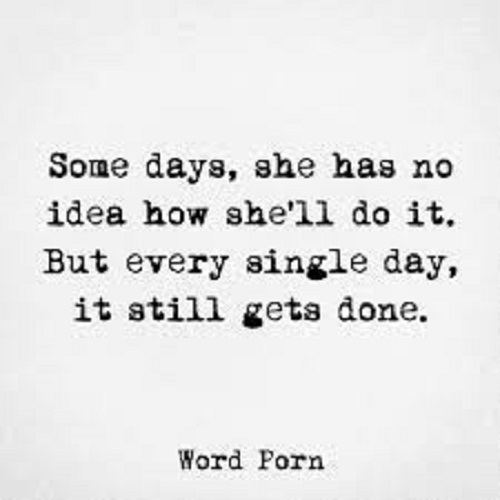 Some days, she has no
idea how she'll do it.
But every single day,
it still gets done.
Word Porn